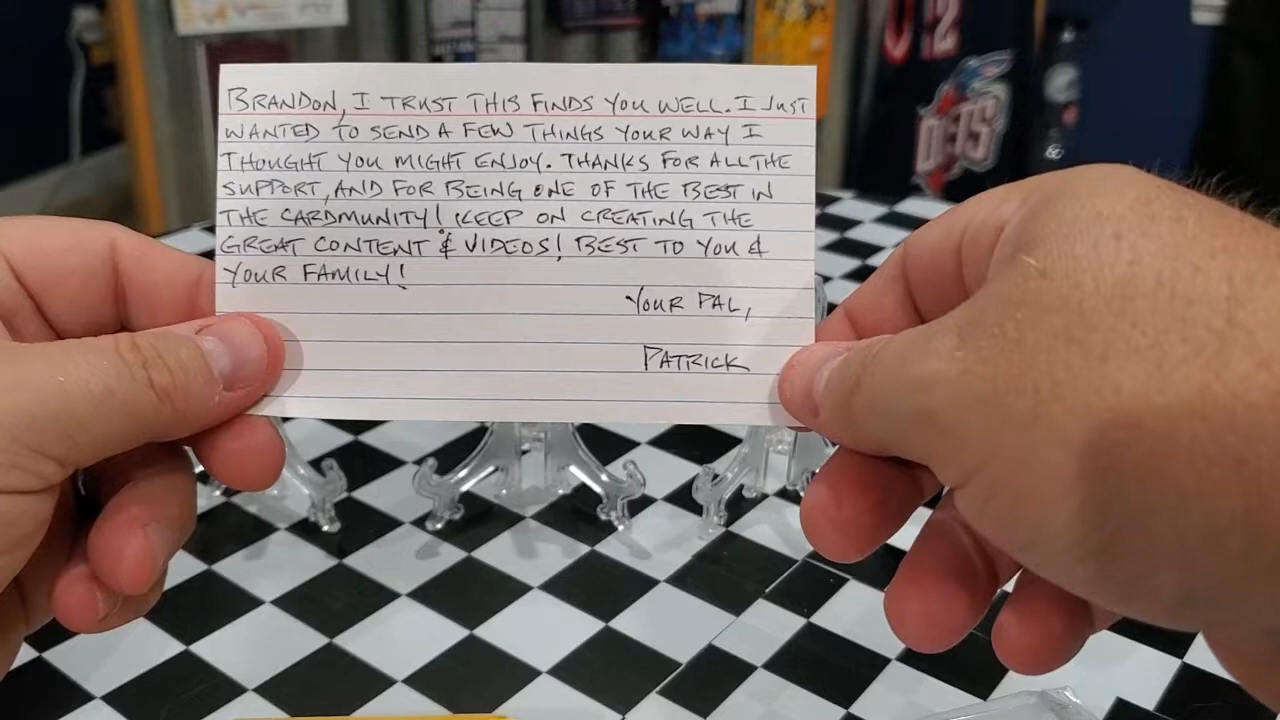 BRANDON, I TRUST THIS FINDS YOU WELL. I JUST
WANTED TO SEND A FEW THINGS YOUR WAY I
THOUGHT YOU MIGHT ENJOY. THANKS FOR ALL THE
SUPPORT, AND FOR BEING ONE OF THE BEST IN
THE CARDMUNITY! KEEP ON CREATING THE
GREAT CONTENT & VIDEOS! BEST TO YOU &
YOUR FAMILY!
YOUR PAL,
PATRICK